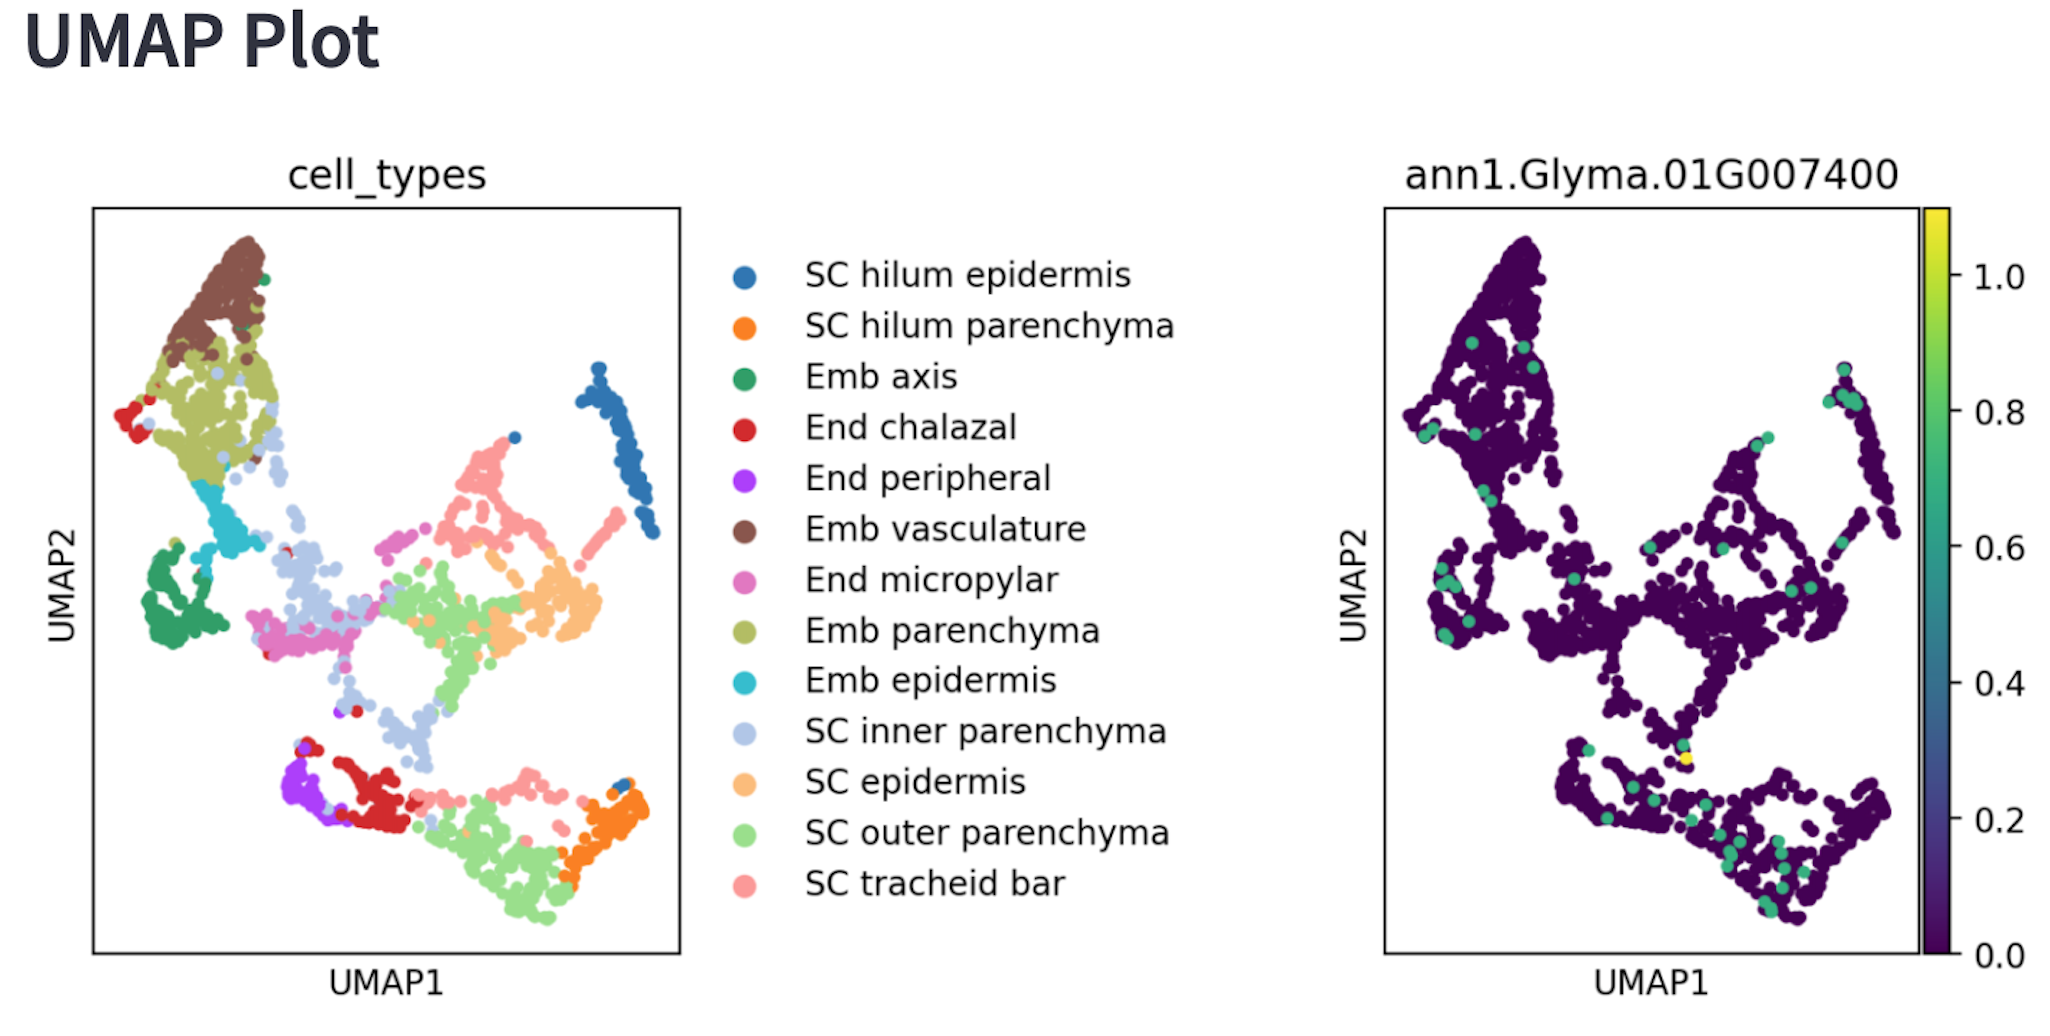 UMAP Plot
cell_types
UMAP2
UMAP1
SC hilum epidermis
SC hilum parenchyma
Emb axis
End chalazal
End peripheral
Emb vasculature
End micropylar
Emb parenchyma
Emb epidermis
SC inner parenchyma
SC epidermis
SC outer parenchyma
SC tracheid bar
ann1.Glyma.01G007400
UMAP2
UMAP1
1.0
0.8
0.6
0.4
0.2
0.0